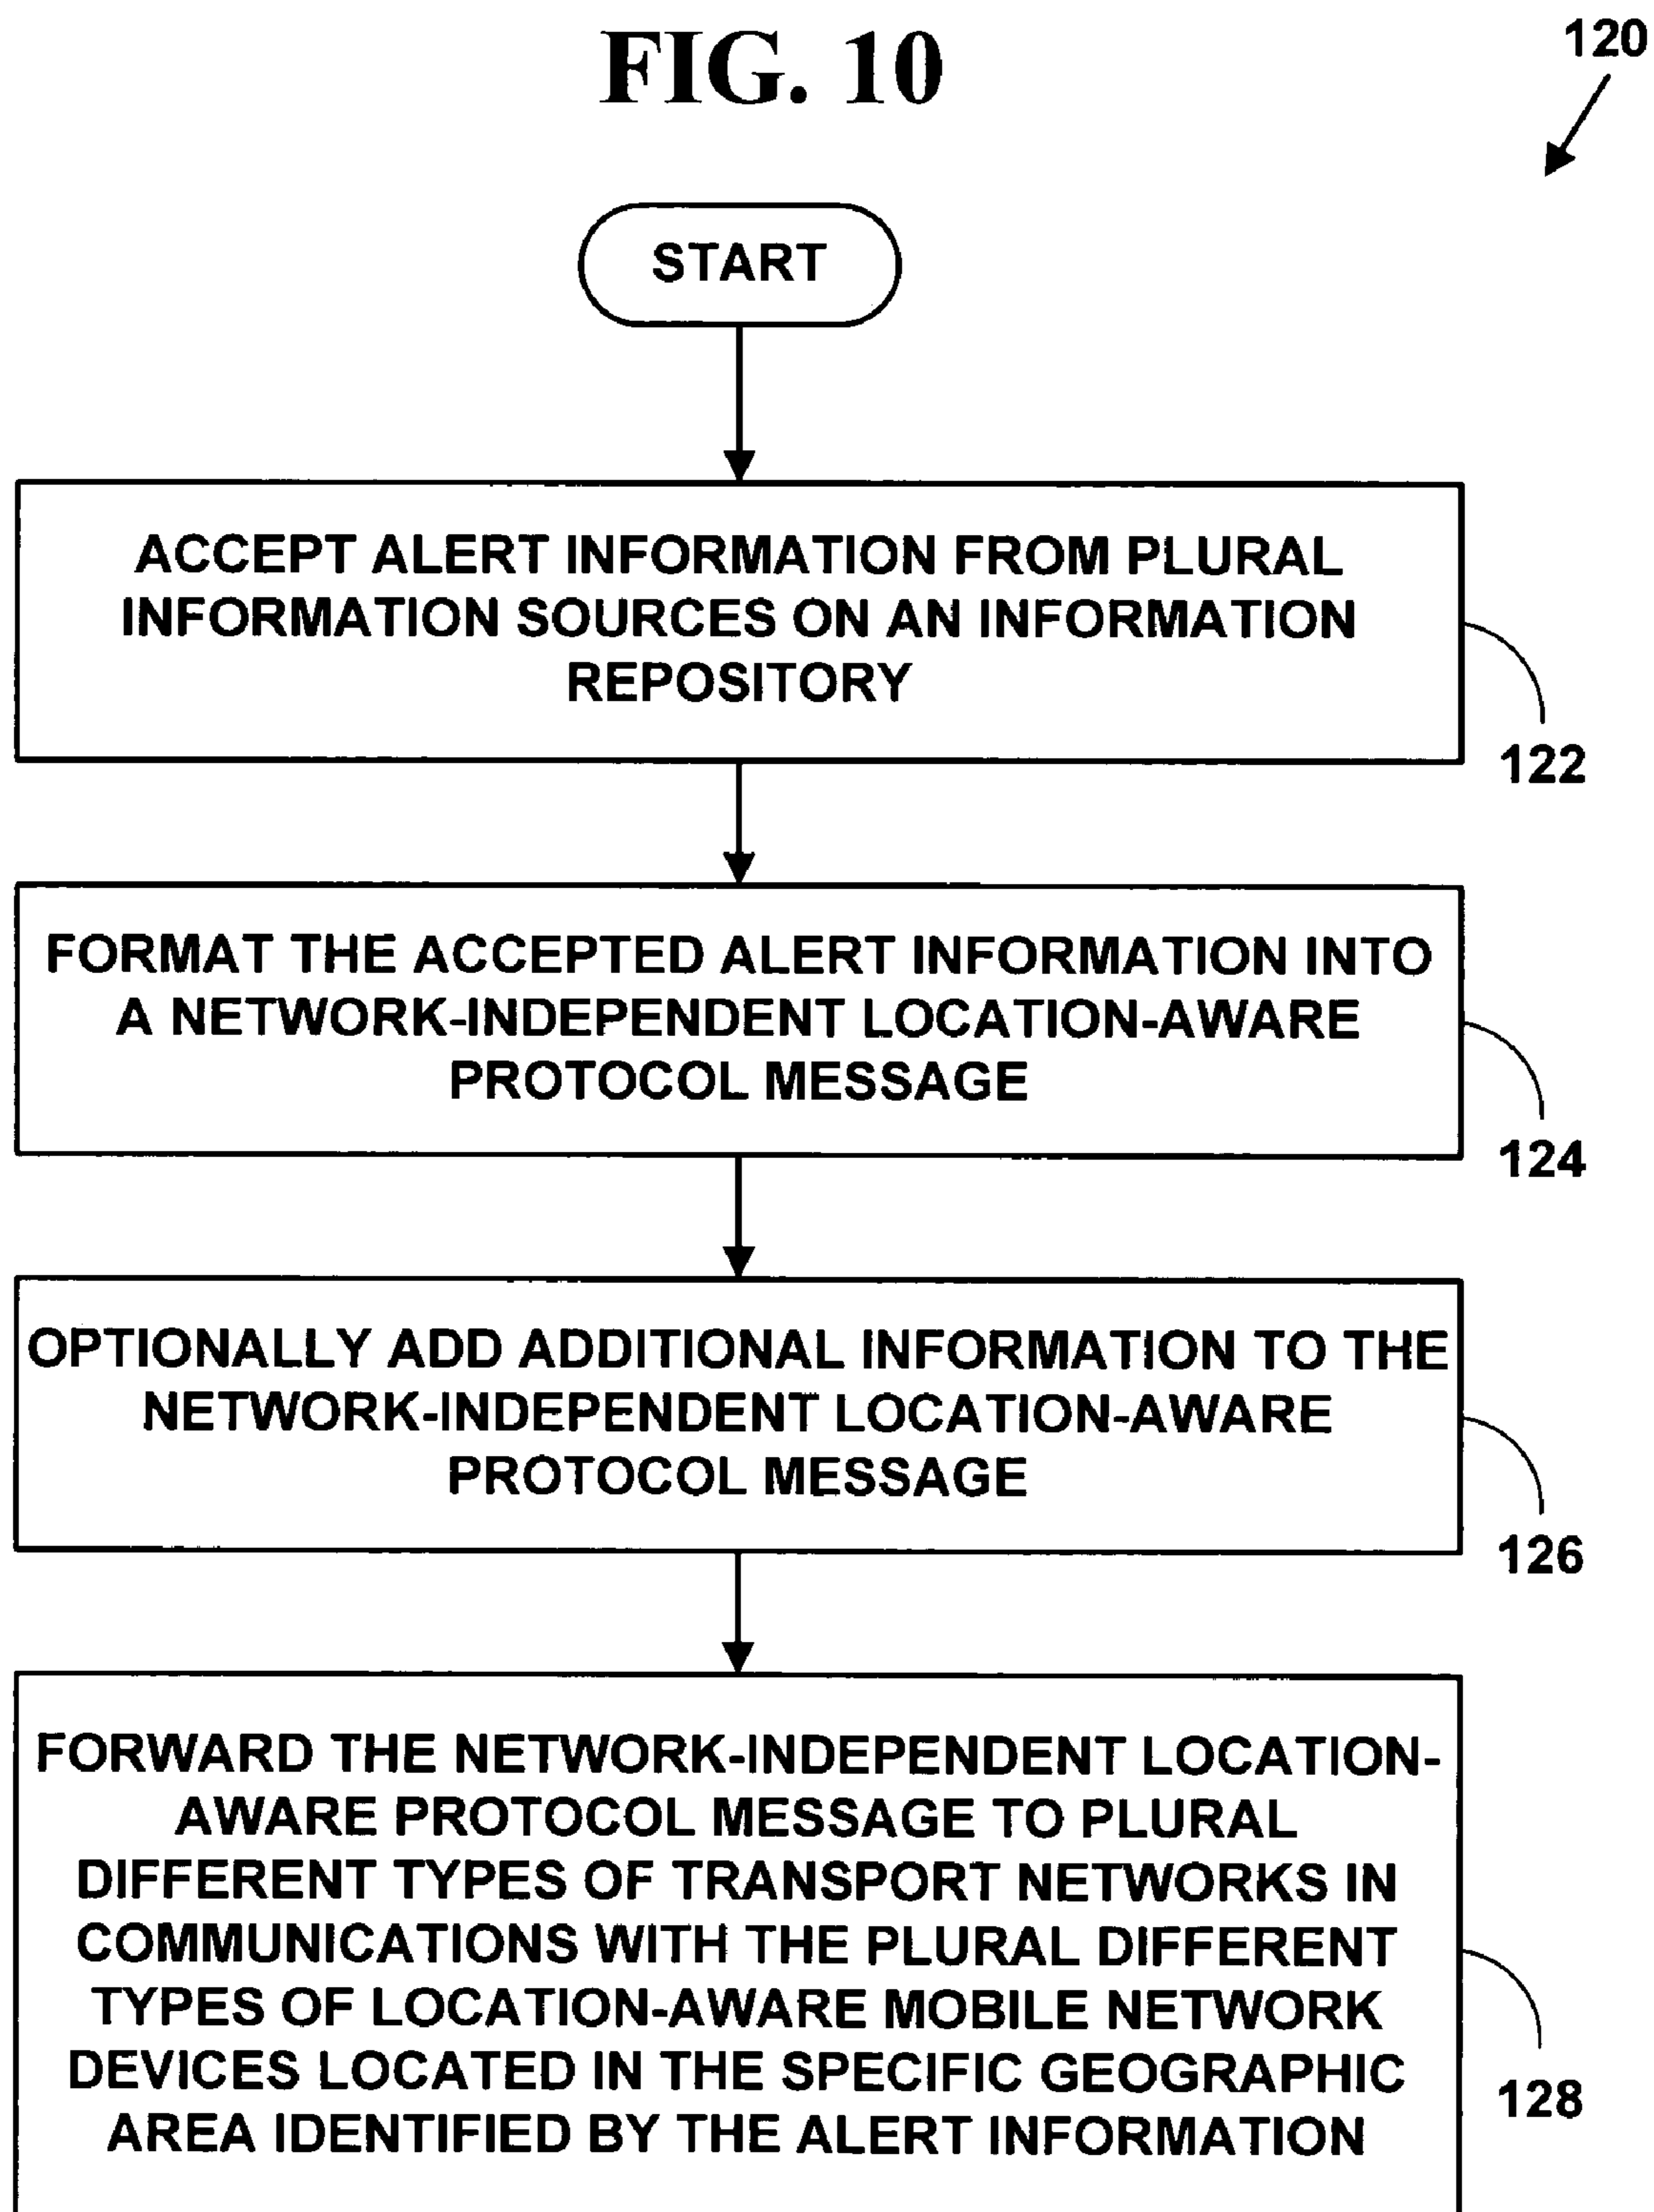 FIG. 10
120
START
ACCEPT ALERT INFORMATION FROM PLURAL
INFORMATION SOURCES ON AN INFORMATION
REPOSITORY
122
FORMAT THE ACCEPTED ALERT INFORMATION INTO
A NETWORK-INDEPENDENT LOCATION-AWARE
PROTOCOL MESSAGE
124
OPTIONALLY ADD ADDITIONAL INFORMATION TO THE
NETWORK-INDEPENDENT LOCATION-AWARE
PROTOCOL MESSAGE
126
FORWARD THE NETWORK-INDEPENDENT LOCATION-
AWARE PROTOCOL MESSAGE TO PLURAL
DIFFERENT TYPES OF TRANSPORT NETWORKS IN
COMMUNICATIONS WITH THE PLURAL DIFFERENT
TYPES OF LOCATION-AWARE MOBILE NETWORK
DEVICES LOCATED IN THE SPECIFIC GEOGRAPHIC
AREA IDENTIFIED BY THE ALERT INFORMATION
128